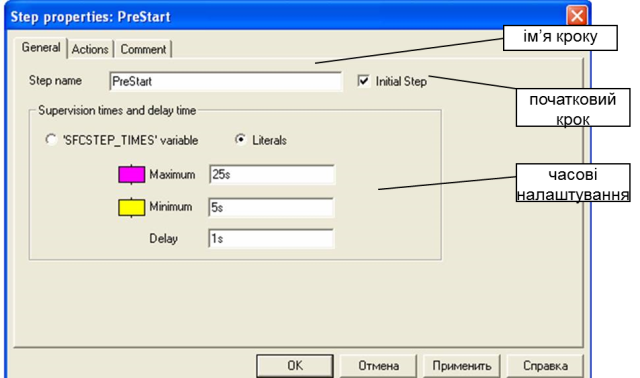 Step properties: PreStart
ім’я кроку
General Actions Comment
Step name PreStart Initial Step
початковий
крок
Supervision times and delay time
'SFCSTEP_TIMES' variable Literals
часові
налаштування
Maximum 25s
Minimum 5s
Delay 1s
OK Отмена Применить Справка